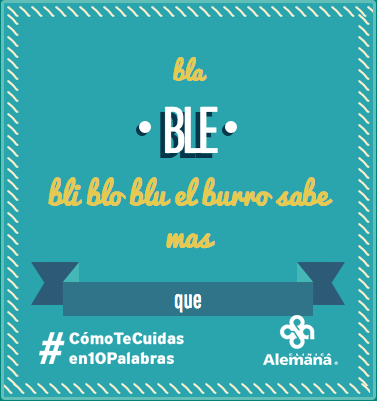 bla
• BLE •
bli blo blu el burro sabe
mas
que
#CómoTeCuidas
en10Palabras
Alemana